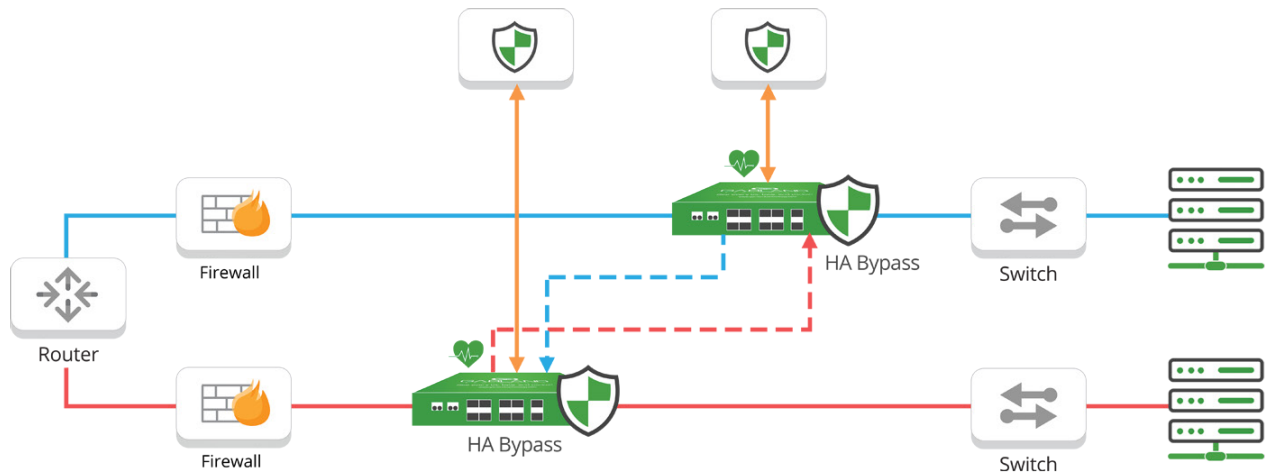 HA Bypass
Firewall
Switch
Router
HA Bypass
Firewall
Switch